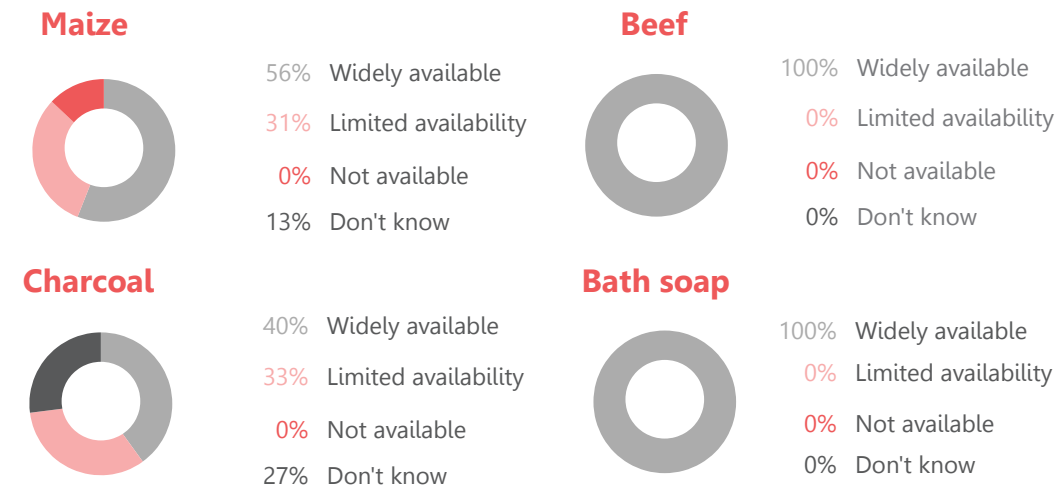 Maize
56% Widely available
31% Limited availability
0% Not available
13% Don't know
Beef
100% Widely available
0% Limited availability
0% Not available
0% Don't know
Charcoal
40% Widely available
33% Limited availability
0% Not available
27% Don't know
Bath soap
100% Widely available
0% Limited availability
0% Not available
0% Don't know